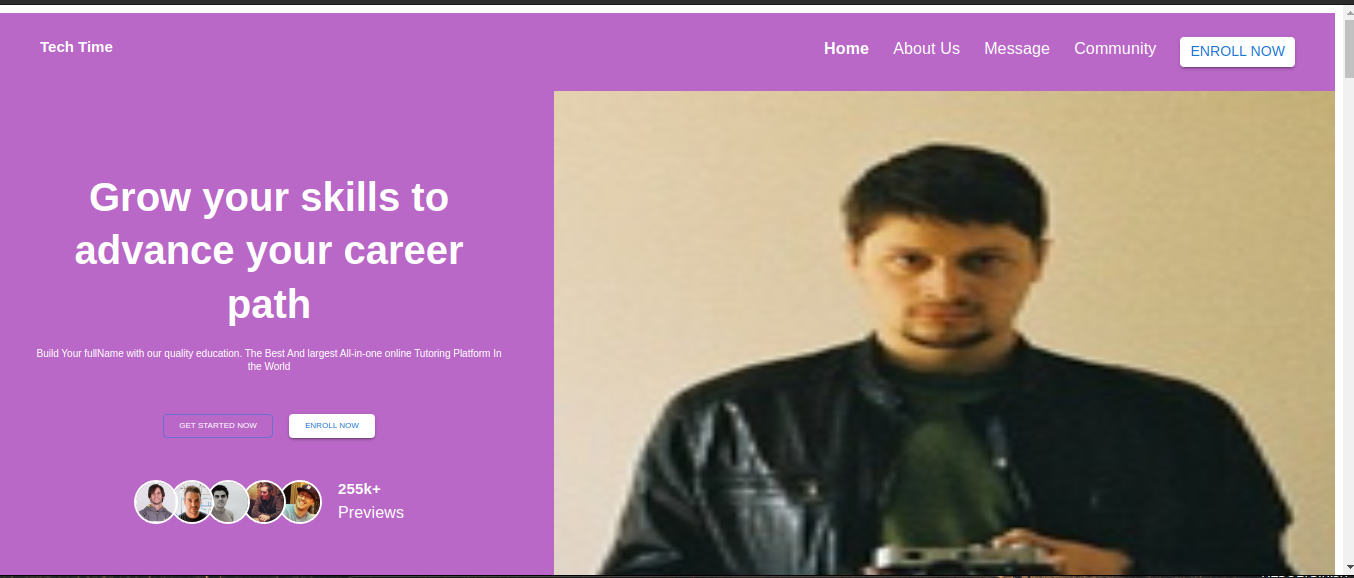 Tech Time
Home About Us Message Community ENROLL NOW
Grow your skills to
advance your career
path
Build Your fullName with our quality education. The Best And largest All-in-one online Tutoring Platform In
the World
GET STARTED NOW ENROLL NOW
255k+
Previews